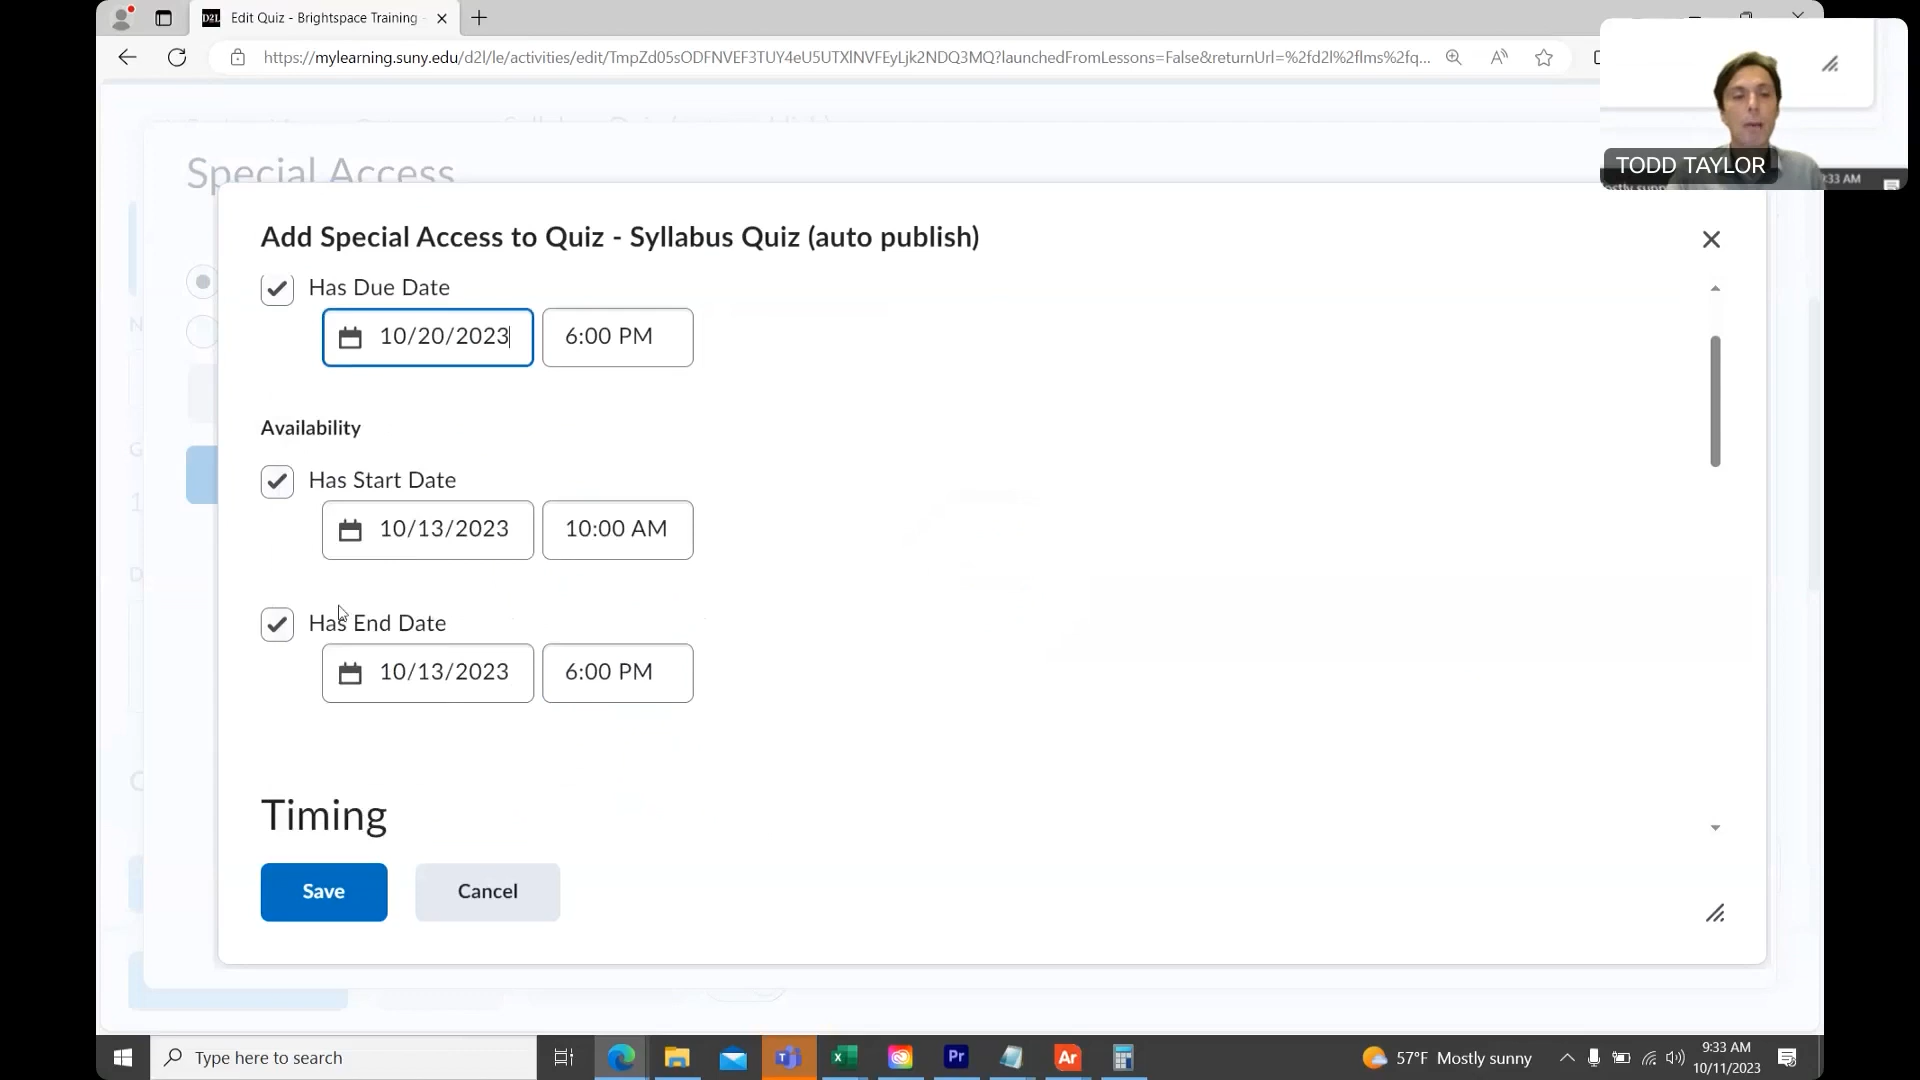 Edit Quiz - Brightspace Training -
https://mylearning.suny.edu/d2l/le/activities/edit/TmpZd05sODFNVEF3TUY4eU5UTXlNVFEyLjk2NDQ3MQ?launchedFromLessons=False&returnUrl=%2fd2l%2flms%2fq...
TODD TAYLOR
:33 AM
Special Access
Add Special Access to Quiz - Syllabus Quiz (auto publish)
Has Due Date
10/20/2023 6:00 PM
Availability
Has Start Date
10/13/2023 10:00 AM
Has End Date
10/13/2023 6:00 PM
Timing
Save Cancel
Type here to search
57°F Mostly sunny
9:33 AM
10/11/2023